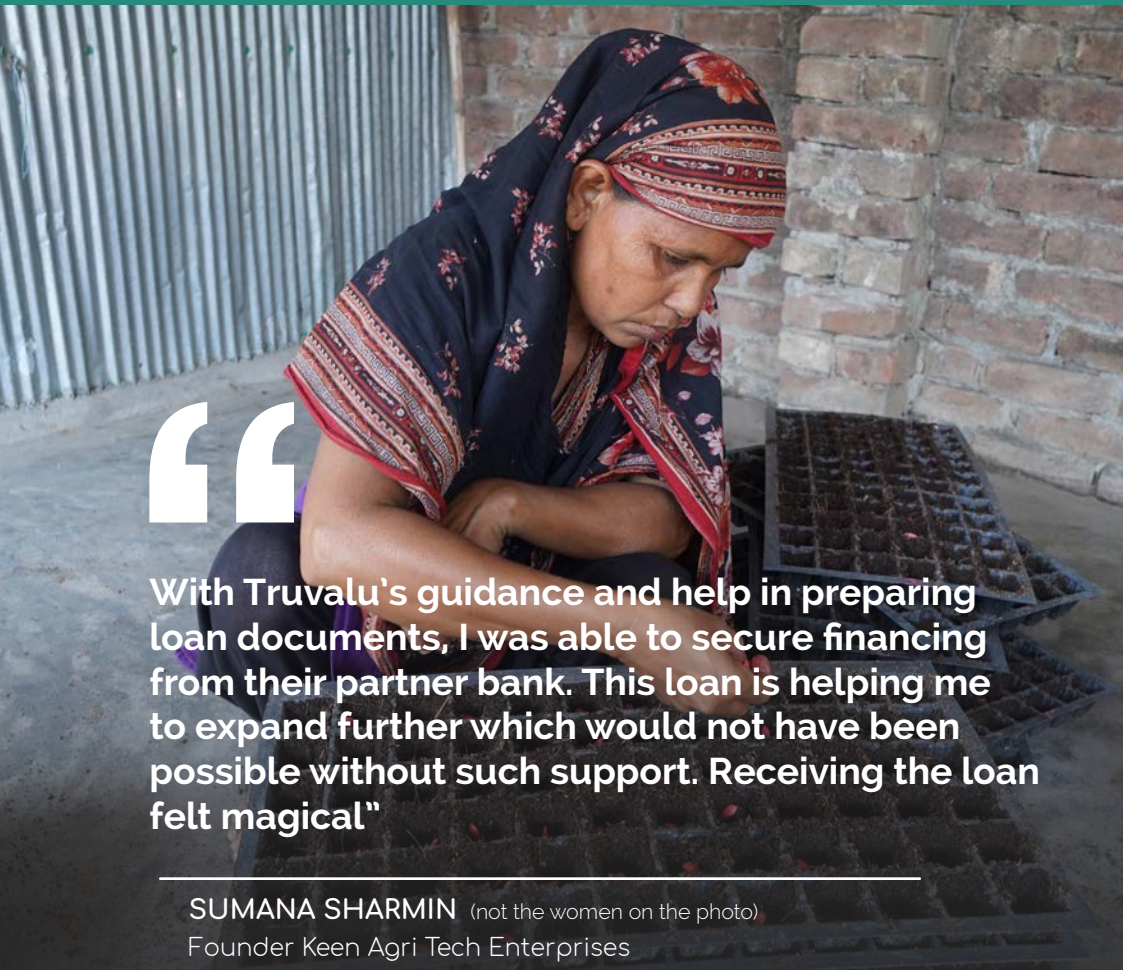 “
With Truvalu’s guidance and help in preparing
loan documents, I was able to secure financing
from their partner bank. This loan is helping me
to expand further which would not have been
possible without such support. Receiving the loan
felt magical”
SUMANA SHARMIN (not the women on the photo)
Founder Keen Agri Tech Enterprises